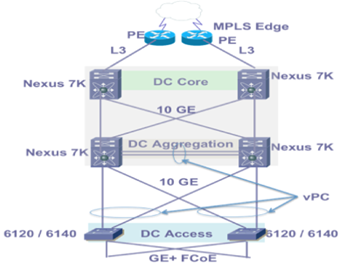 MPLS Edge
PE
PE
L3
L3
Nexus 7K
DC Core
Nexus 7K
10 GE
Nexus 7K
DC Aggregation
Nexus 7K
10 GE
vPC
6120 / 6140
DC Access
6120 / 6140
GE+ FCoE